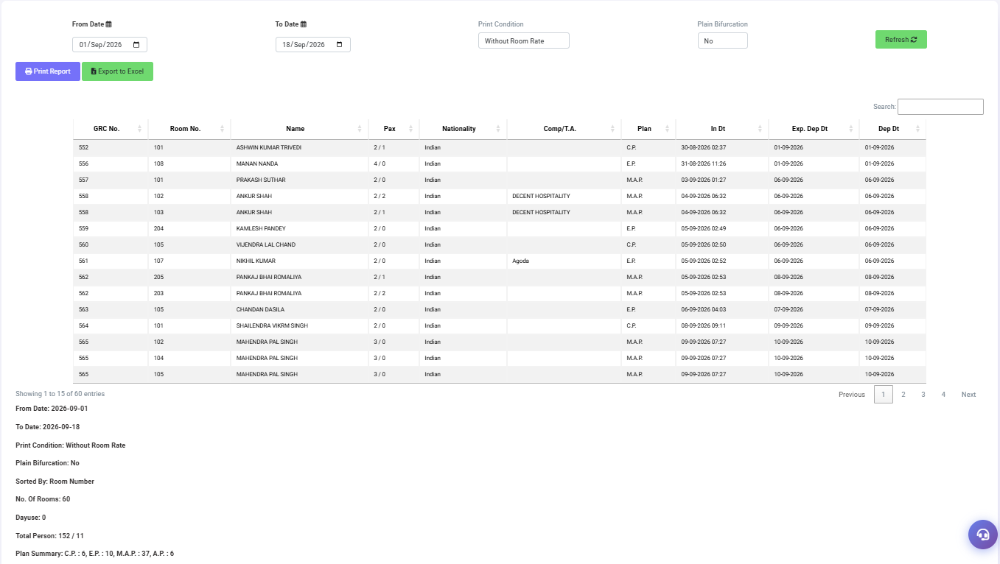 From Date To Date Print Condition Plain Bifurcation
01/Sep/2026 18/Sep/2026 Without Room Rate No Refresh
Print Report Export to Excel
Search:
GRC No. Room No. Name Pax Nationality Comp/T.A. Plan In Dt Exp. Dep Dt Dep Dt
552 101 ASHWIN KUMAR TRIVEDI 2 / 1 Indian C.P. 30-08-2026 02:37 01-09-2026 01-09-2026
556 108 MANAN NANDA 4 / 0 Indian E.P. 31-08-2026 11:26 01-09-2026 01-09-2026
557 101 PRAKASH SUTHAR 2 / 0 Indian M.A.P. 03-09-2026 01:27 06-09-2026 06-09-2026
558 102 ANKUR SHAH 2 / 2 Indian DECENT HOSPITALITY M.A.P. 04-09-2026 06:32 06-09-2026 06-09-2026
558 103 ANKUR SHAH 2 / 1 Indian DECENT HOSPITALITY M.A.P. 04-09-2026 06:32 06-09-2026 06-09-2026
559 204 KAMLESH PANDEY 2 / 0 Indian E.P. 05-09-2026 02:49 06-09-2026 06-09-2026
560 105 VIJENDRA LAL CHAND 2 / 0 Indian C.P. 05-09-2026 02:50 06-09-2026 06-09-2026
561 107 NIKHIL KUMAR 2 / 0 Indian Agoda E.P. 05-09-2026 02:52 06-09-2026 06-09-2026
562 205 PANKAJ BHAI ROMALIYA 2 / 1 Indian M.A.P. 05-09-2026 02:53 08-09-2026 08-09-2026
562 203 PANKAJ BHAI ROMALIYA 2 / 2 Indian M.A.P. 05-09-2026 02:53 08-09-2026 08-09-2026
563 105 CHANDAN DASILA 2 / 0 Indian E.P. 06-09-2026 04:03 07-09-2026 07-09-2026
564 101 SHAILENDRA VIKRM SINGH 2 / 0 Indian C.P. 08-09-2026 09:11 09-09-2026 09-09-2026
565 102 MAHENDRA PAL SINGH 3 / 0 Indian M.A.P. 09-09-2026 07:27 10-09-2026 10-09-2026
565 104 MAHENDRA PAL SINGH 3 / 0 Indian M.A.P. 09-09-2026 07:27 10-09-2026 10-09-2026
565 105 MAHENDRA PAL SINGH 3 / 0 Indian M.A.P. 09-09-2026 07:27 10-09-2026 10-09-2026
Showing 1 to 15 of 60 entries Previous 1 2 3 4 Next
From Date: 2026-09-01
To Date: 2026-09-18
Print Condition: Without Room Rate
Plain Bifurcation: No
Sorted By: Room Number
No. Of Rooms: 60
Dayuse: 0
Total Person: 152 / 11
Plan Summary: C.P. : 6, E.P. : 10, M.A.P. : 37, A.P. : 6